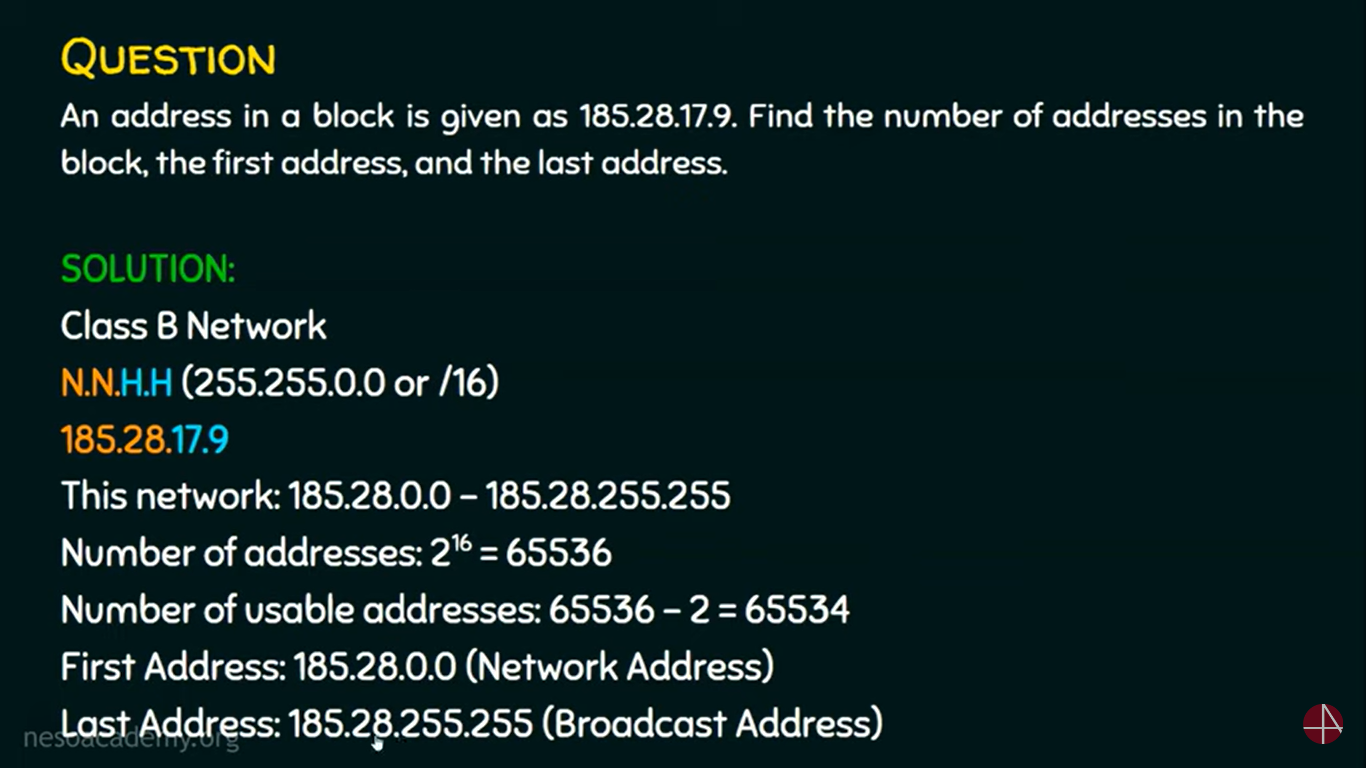 QUESTION
An address in a block is given as 185.28.17.9. Find the number of addresses in the
block, the first address, and the last address.
SOLUTION:
Class B Network
N.N.H.H (255.255.0.0 or /16)
185.28.17.9
This network: 185.28.0.0 – 185.28.255.255
Number of addresses: 2¹⁶ = 65536
Number of usable addresses: 65536 – 2 = 65534
First Address: 185.28.0.0 (Network Address)
Last Address: 185.28.255.255 (Broadcast Address)
nesoacademy.org